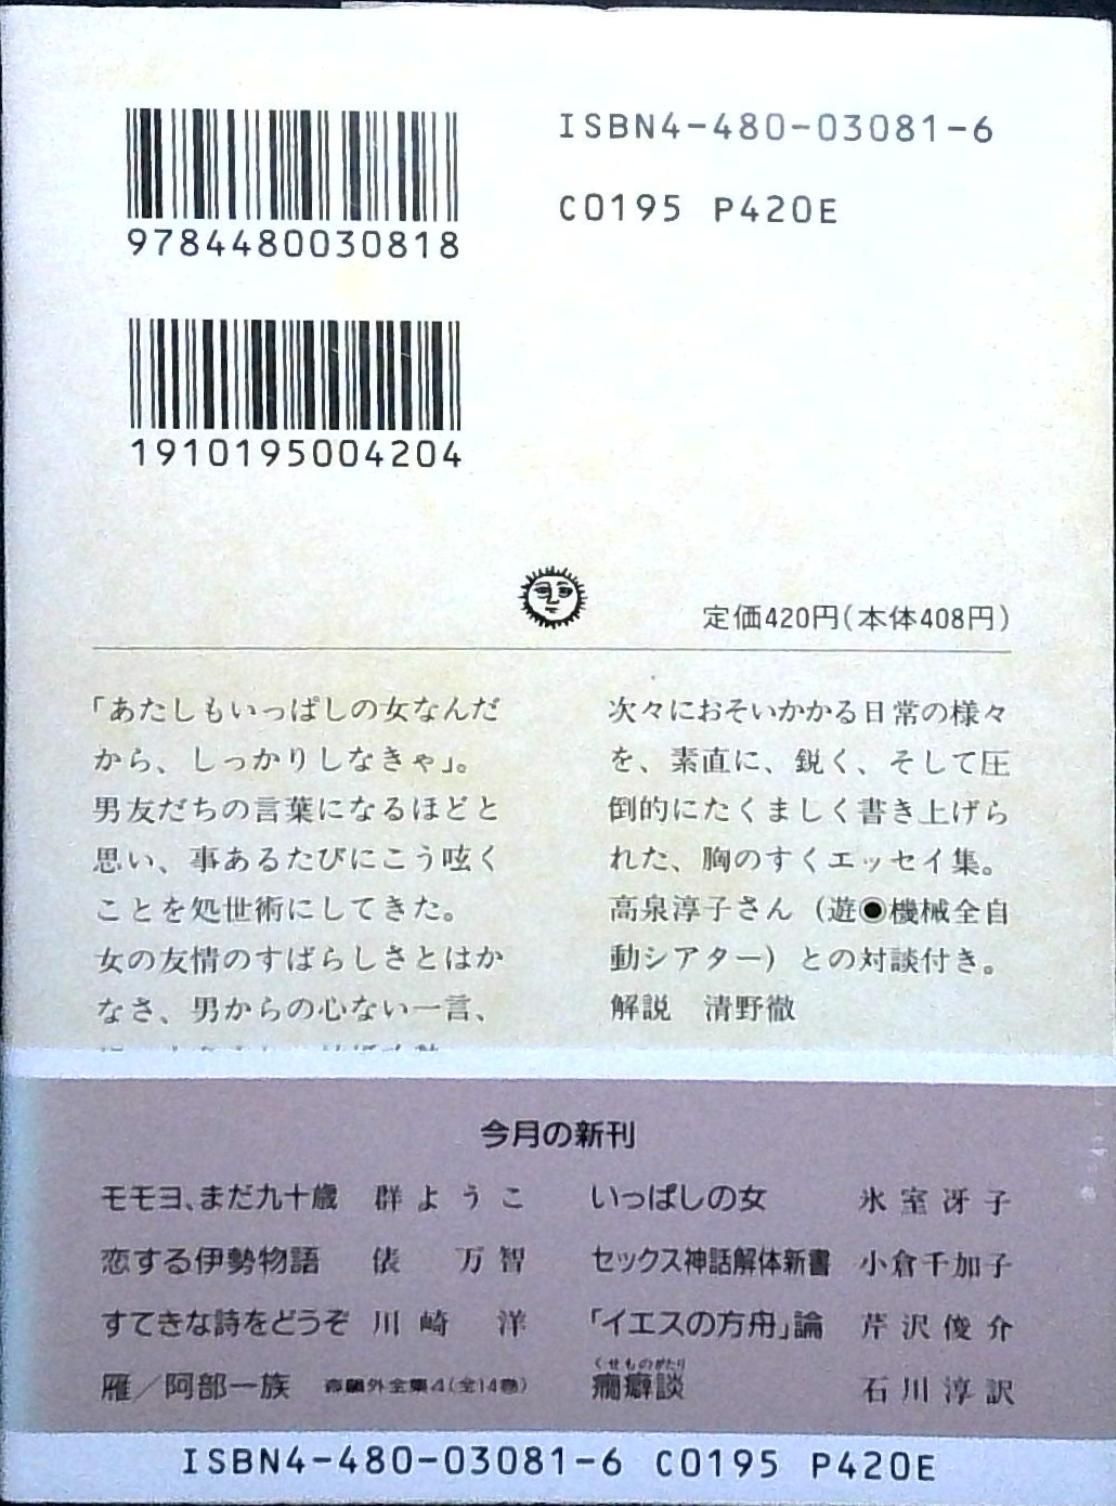 9784480030818
ISBN4-480-03081-6
C0195 P420E
1910195004204
定価420円(本体408円)
「あたしもいっぱしの女なんだ
から、しっかりしなきゃ」。
男友だちの言葉になるほどと
思い、事あるたびにこう呟く
ことを処世術にしてきた。
女の友情のすばらしさとはか
なさ、男からの心ない一言、
次々におそいかかる日常の様々
を、素直に、鋭く、そして圧
倒的にたくましく書き上げら
れた、胸のすくエッセイ集。
高泉淳子さん(遊◉機械全自
動シアター)との対談付き。
解説 清野徹
今月の新刊
モモヨ、まだ九十歳 群ようこ
恋する伊勢物語 俵 万智
すてきな詩をどうぞ 川崎 洋
雁/阿部一族 森鷗外全集4(全14巻)
いっぱしの女 氷室冴子
セックス神話解体新書 小倉千加子
「イエスの方舟」論 芹沢俊介
くせものがたり
癇癖談 石川淳訳
ISBN4-480-03081-6 C0195 P420E